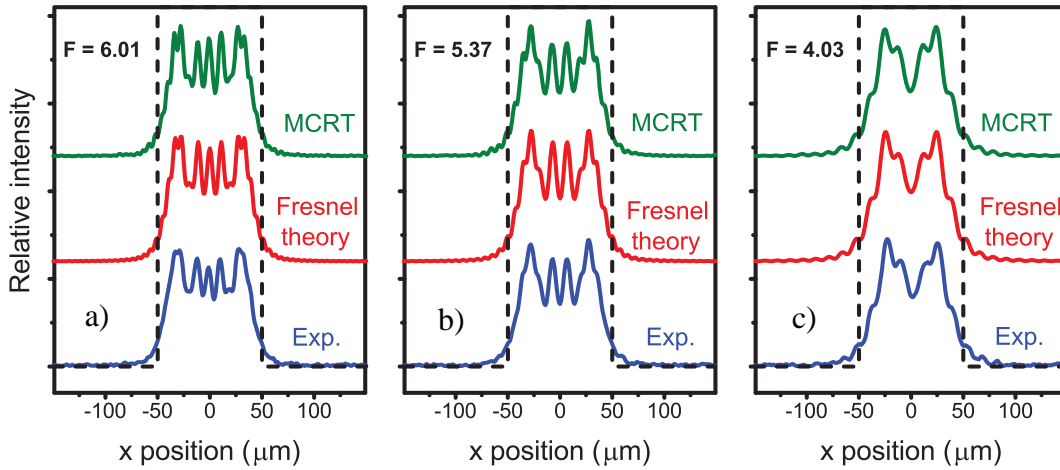 Relative intensity
F = 6.01
MCRT
Fresnel
theory
a)
Exp.
-100 -50 0 50 100
x position (μm)
F = 5.37
MCRT
Fresnel
theory
b)
Exp.
-100 -50 0 50 100
x position (μm)
F = 4.03
MCRT
Fresnel
theory
c)
Exp.
-100 -50 0 50 100
x position (μm)